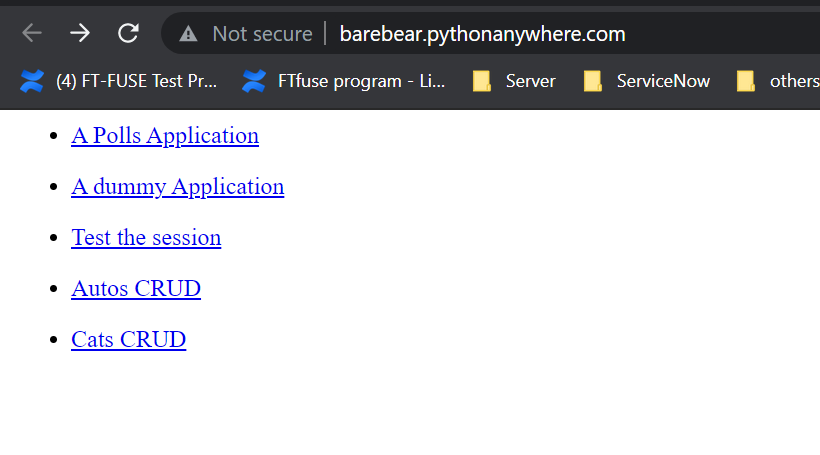 Not secure | barebear.pythonanywhere.com
(4) FT-FUSE Test Pr... FTfuse program - Li... Server ServiceNow others
A Polls Application
A dummy Application
Test the session
Autos CRUD
Cats CRUD